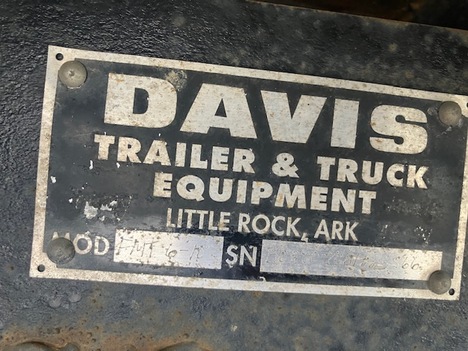 DAVIS
TRAILER & TRUCK
EQUIPMENT
LITTLE ROCK, ARK
MOD SN